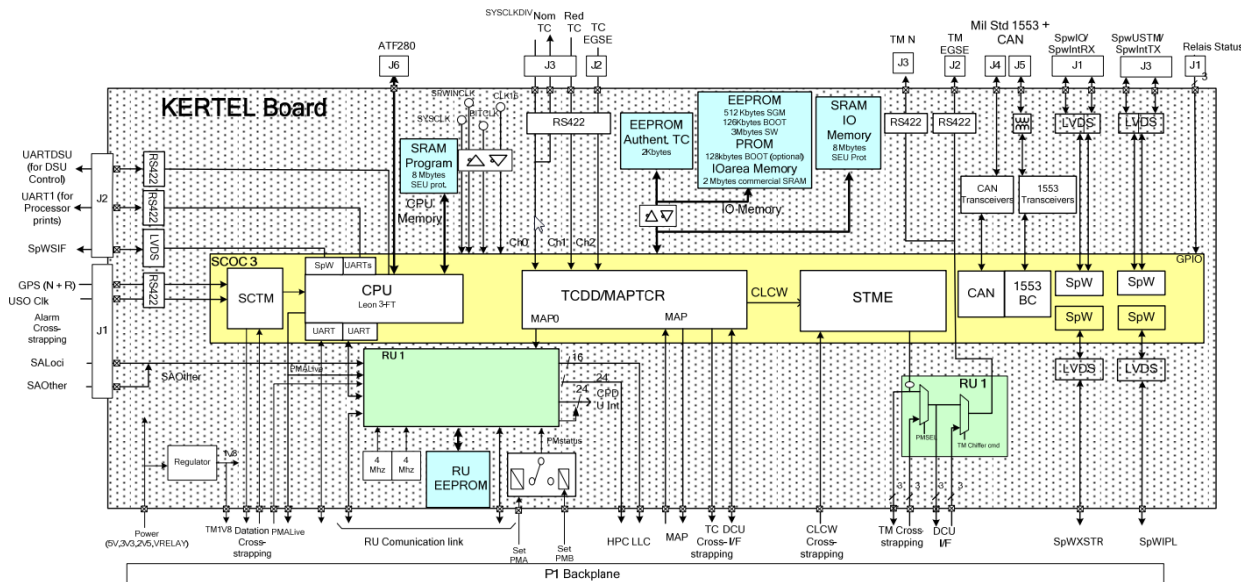 SYSCLKDIV
Nom
TC
Red
TC
TC
EGSE
ATF280
TM N
TM
EGSE
Mil Std 1553 +
CAN
SpwIO/
SpwIntRX
SpwUSTM/
SpwIntTX
Relais Status
J6
J3
J2
J3
J2
J4
J5
J1
J3
J1
3
KERTEL Board
SRWINCLK
CLK16
SYSCLK
BITCLK
RS422
RS422
RS422
LVDS
LVDS
SRAM
Program
8 Mbytes
SEU prot.
CPU
Memory
EEPROM
Authent. TC
2Kbytes
EEPROM
512 Kbytes SGM
126Kbytes BOOT
3Mbytes SW
PROM
128kbytes BOOT (optional)
IOarea Memory
2 Mbytes commercial SRAM
SRAM
IO
Memory
8 Mbytes
SEU Prot
IO Memory
CAN
Transceivers
1553
Transceivers
UARTDSU
(for DSU
Control)
UART1 (for
Processor
prints)
SpWSIF
GPS (N + R)
USO Clk
Alarm
Cross-
strapping
SALoci
SAOther
J2
J1
RS422
RS422
LVDS
RS422
SAOther
Ch0
Ch1
Ch2
GPIO
SCOC 3
SCTM
SpW
UARTs
CPU
Leon 3-FT
UART
UART
TCDD/MAPTCR
MAP0
MAP
CLCW
STME
CAN
1553
BC
SpW
SpW
SpW
SpW
LVDS
LVDS
PMALive
RU 1
16
24
24
CPD
U Int
RU 1
PMSEL
TM Chiffer cmd
4
Mhz
4
Mhz
RU
EEPROM
PMstatus
Regulator
1V8
3
3
3
3
Power
(5V,3V3,2V5,VRELAY)
TM1V8
Datation
Cross-
strapping
PMALive
RU Comunication link
Set
PMA
Set
PMB
HPC
LLC
MAP
TC
Cross-
strapping
DCU
I/F
CLCW
Cross-
strapping
TM Cross-
strapping
DCU
I/F
SpWXSTR
SpWIPL
P1 Backplane